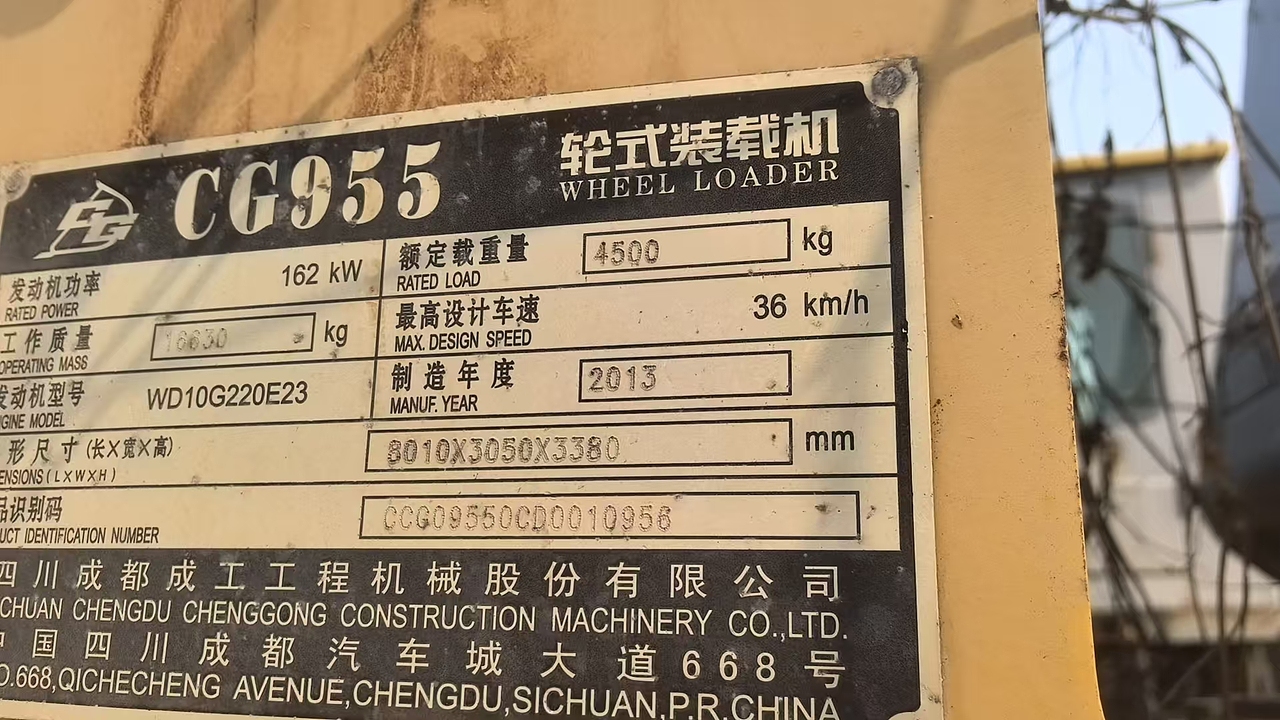 CG955 轮式装载机
WHEEL LOADER
发动机功率 162 kW
RATED POWER
额定载重量 4500 kg
RATED LOAD
工作质量 16630 kg
OPERATING MASS
最高设计车速 36 km/h
MAX. DESIGN SPEED
发动机型号 WD10G220E23
GINE MODEL
制造年度 2013
MANUF. YEAR
形尺寸(长×宽×高) 8010X3050X3380 mm
ENSIONS(L×W×H)
品识别码 CCG09550CD0010956
UCT IDENTIFICATION NUMBER
四川成都成工工程机械股份有限公司
CHUAN CHENGDU CHENGGONG CONSTRUCTION MACHINERY CO.,LTD.
中国四川成都汽车城大道668号
O.668,QICHECHENG AVENUE,CHENGDU,SICHUAN,P.R.CHINA